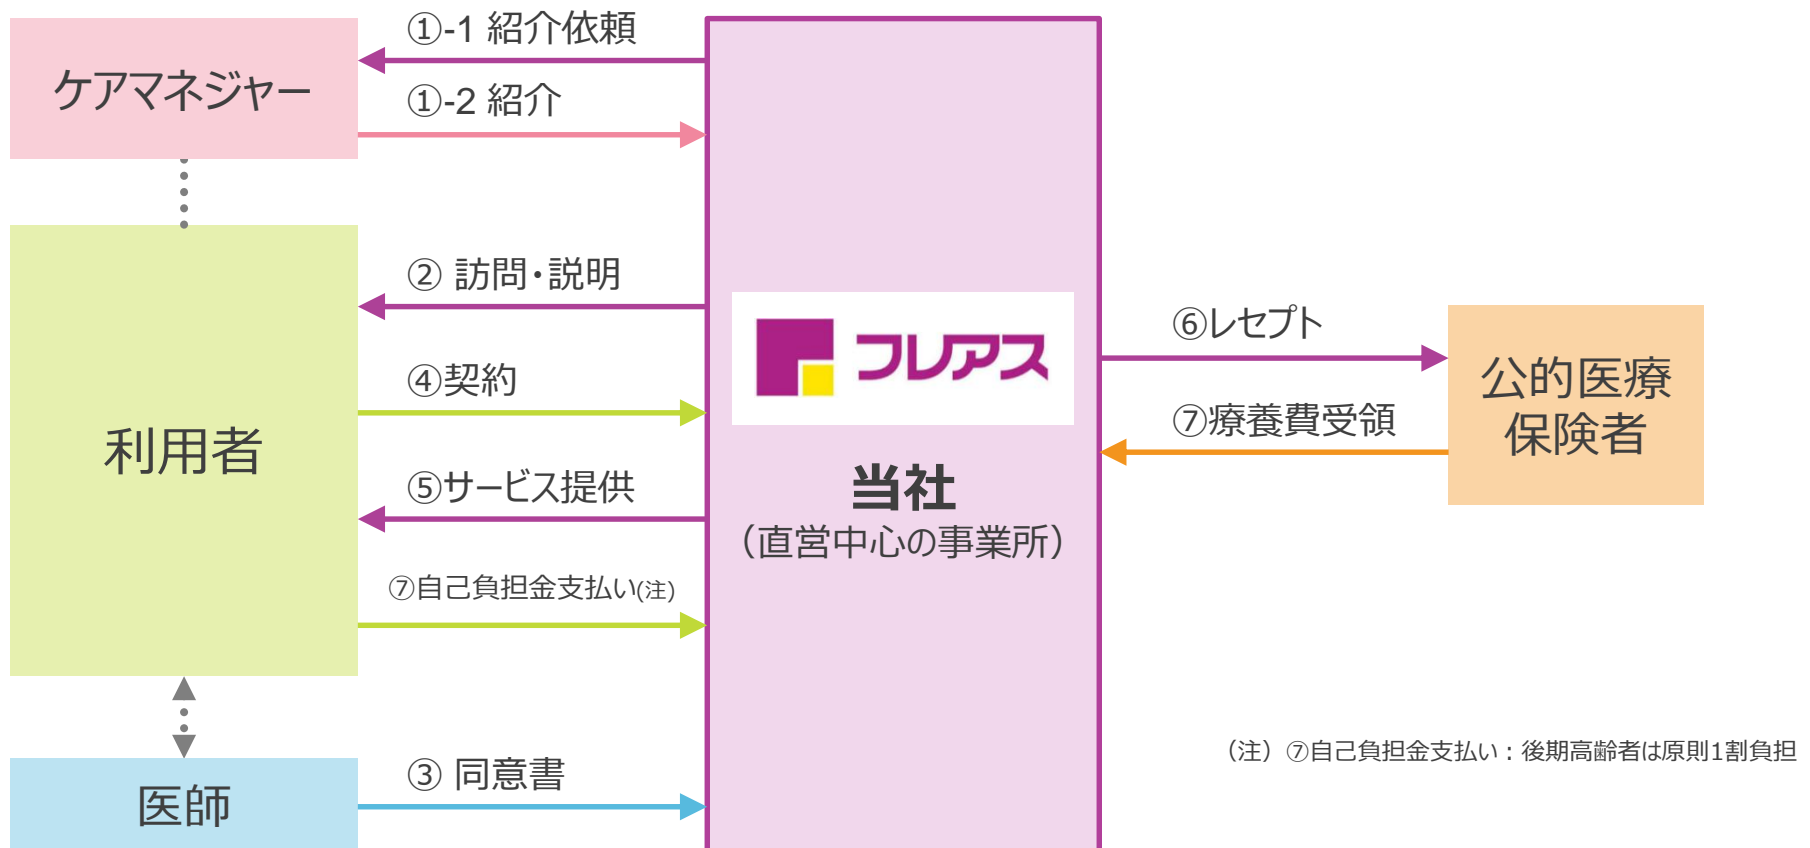 ケアマネジャー
①-1 紹介依頼
①-2 紹介
利用者
② 訪問・説明
④契約
⑤サービス提供
⑦自己負担金支払い(注)
医師
③ 同意書
フレアス
当社
（直営中心の事業所）
⑥レセプト
⑦療養費受領
公的医療
保険者
（注）⑦自己負担金支払い：後期高齢者は原則1割負担